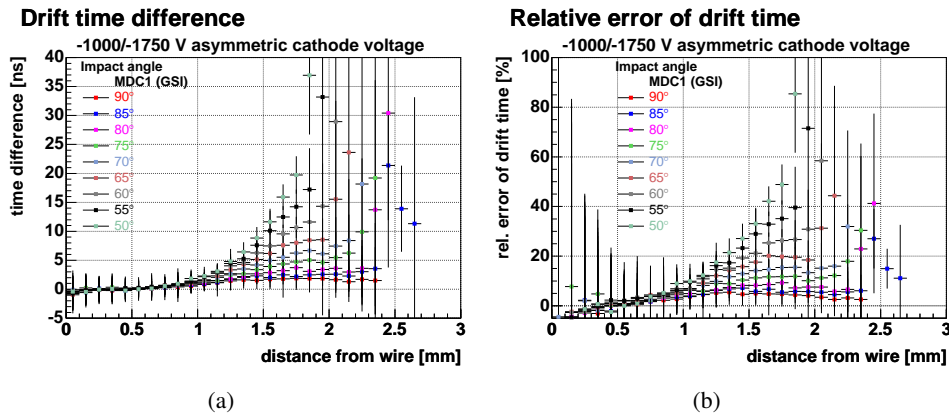 Drift time difference
-1000/-1750 V asymmetric cathode voltage
time difference [ns]
40
35
30
25
20
15
10
5
0
-5
Impact angle
MDC1 (GSI)
90°
85°
80°
75°
70°
65°
60°
55°
50°
0 0.5 1 1.5 2 2.5 3
distance from wire [mm]
(a)
Relative error of drift time
-1000/-1750 V asymmetric cathode voltage
rel. error of drift time [%]
100
80
60
40
20
0
Impact angle
MDC1 (GSI)
90°
85°
80°
75°
70°
65°
60°
55°
50°
0 0.5 1 1.5 2 2.5 3
distance from wire [mm]
(b)